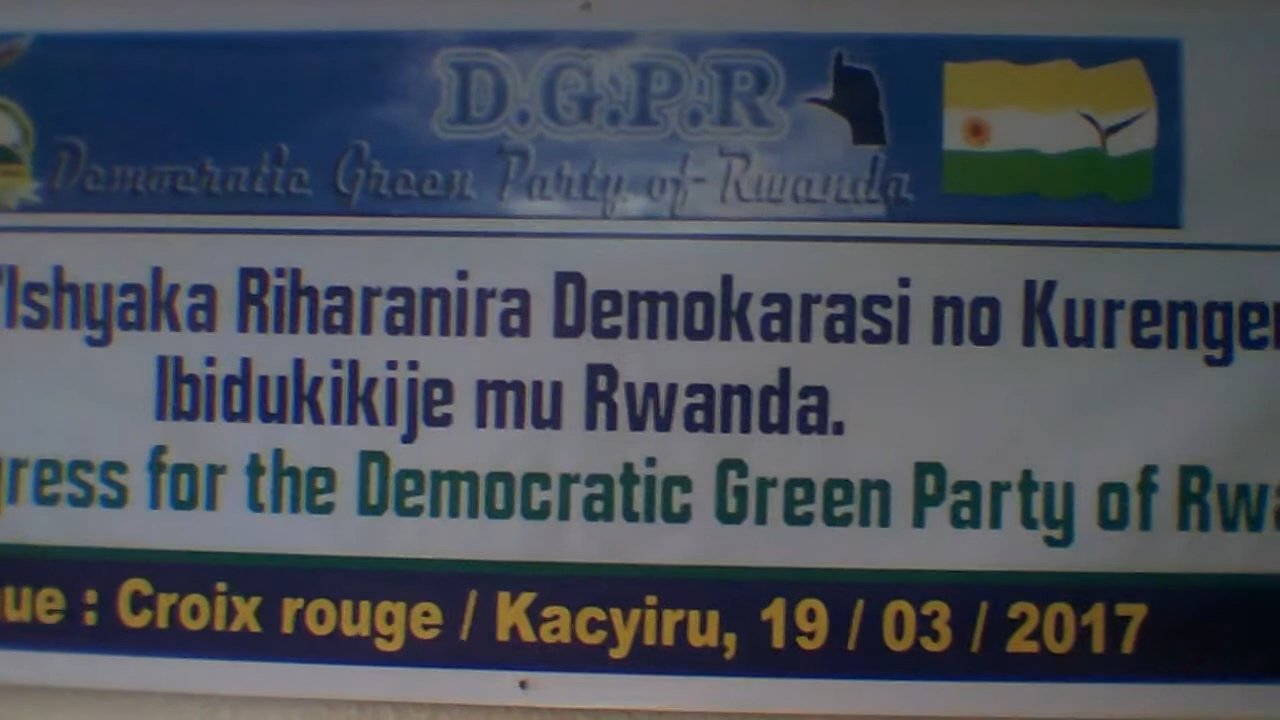 D.G.P.R
Democratic Green Party of Rwanda
'Ishyaka Riharanira Demokarasi no Kurenge
Ibidukikije mu Rwanda.
gress for the Democratic Green Party of Rwa
ue : Croix rouge / Kacyiru, 19 / 03 / 2017